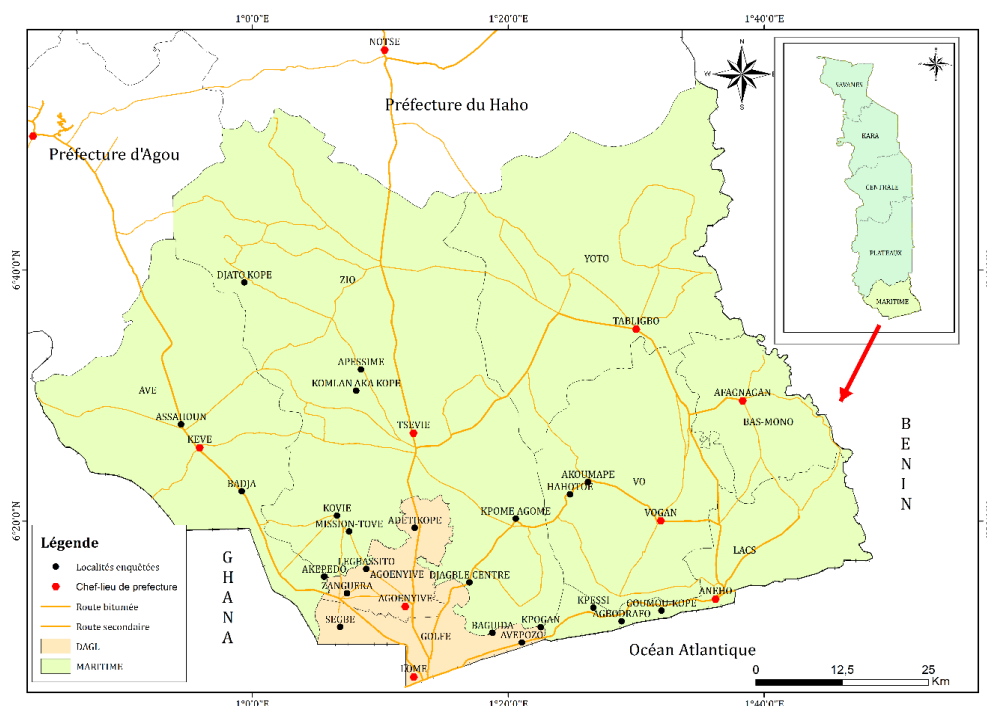 1°0'0"E
1°20'0"E
1°40'0"E
NOTSE
N
W
S
Préfecture du Haho
Préfecture d'Agou
SAVANES
KARA
CENTRALE
PLATEAUX
MARITIME
6°40'0"N
DJATO KOPE
ZIO
YOTO
TABLIGBO
APESSIME
KOMLAN AKA KOPE
AVE
AFAGNAGAN
BAS-MONO
ASSAHOUN
KEVE
TSEVIE
BENIN
BADJA
AKOUMAPE
HAHOTOE
VO
KOVIE
MISSION-TOVE
ADETIKOPE
KPOME AGOME
VOGAN
6°20'0"N
LACS
GHANA
LEGBASSITO
AKEPEDO
AGOENYIVE
DJAGBLE CENTRE
ZANGUERA
AGOENYIVE
KPESSI
GOUMOU-KOPE
ANEHO
SEGBE
GOLFE
BAGUIDA
KPOGAN
AGBODRAFO
AVEPOZO
LOME
Océan Atlantique
Légende
Localités enquêtées
Chef-lieu de prefecture
Route bitumée
Route secondaire
DAGL
MARITIME
0
12,5
25
Km
1°0'0"E
1°20'0"E
1°40'0"E